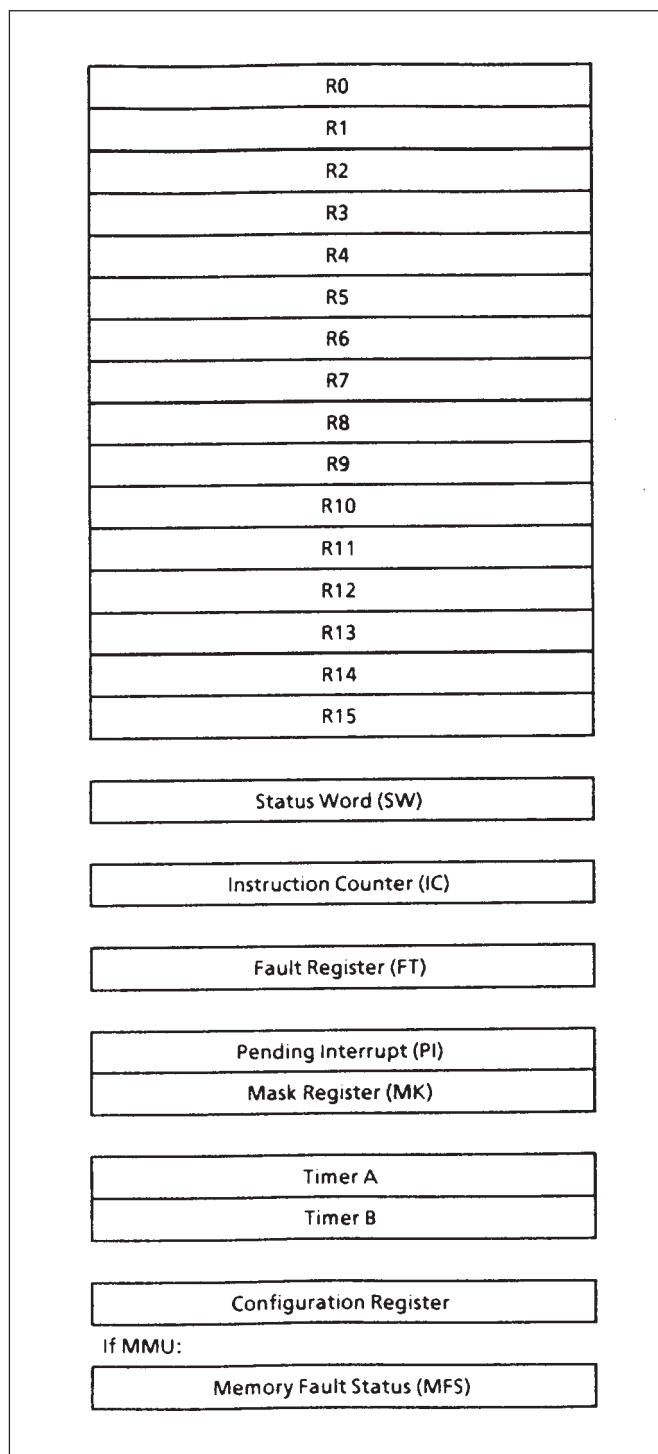 R0
R1
R2
R3
R4
R5
R6
R7
R8
R9
R10
R11
R12
R13
R14
R15
Status Word (SW)
Instruction Counter (IC)
Fault Register (FT)
Pending Interrupt (PI)
Mask Register (MK)
Timer A
Timer B
Configuration Register
If MMU:
Memory Fault Status (MFS)